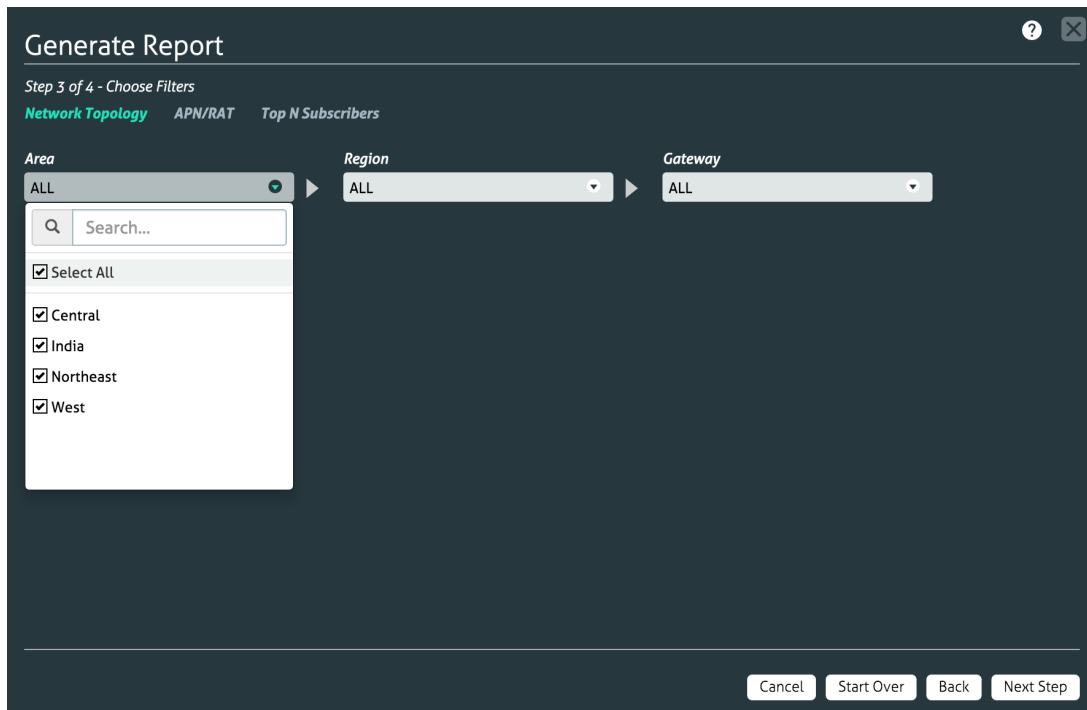 Generate Report
?
Step 3 of 4 - Choose Filters
Network Topology APN/RAT Top N Subscribers
Area Region Gateway
ALL ALL ALL
Search...
Select All
Central
India
Northeast
West
Cancel Start Over Back Next Step